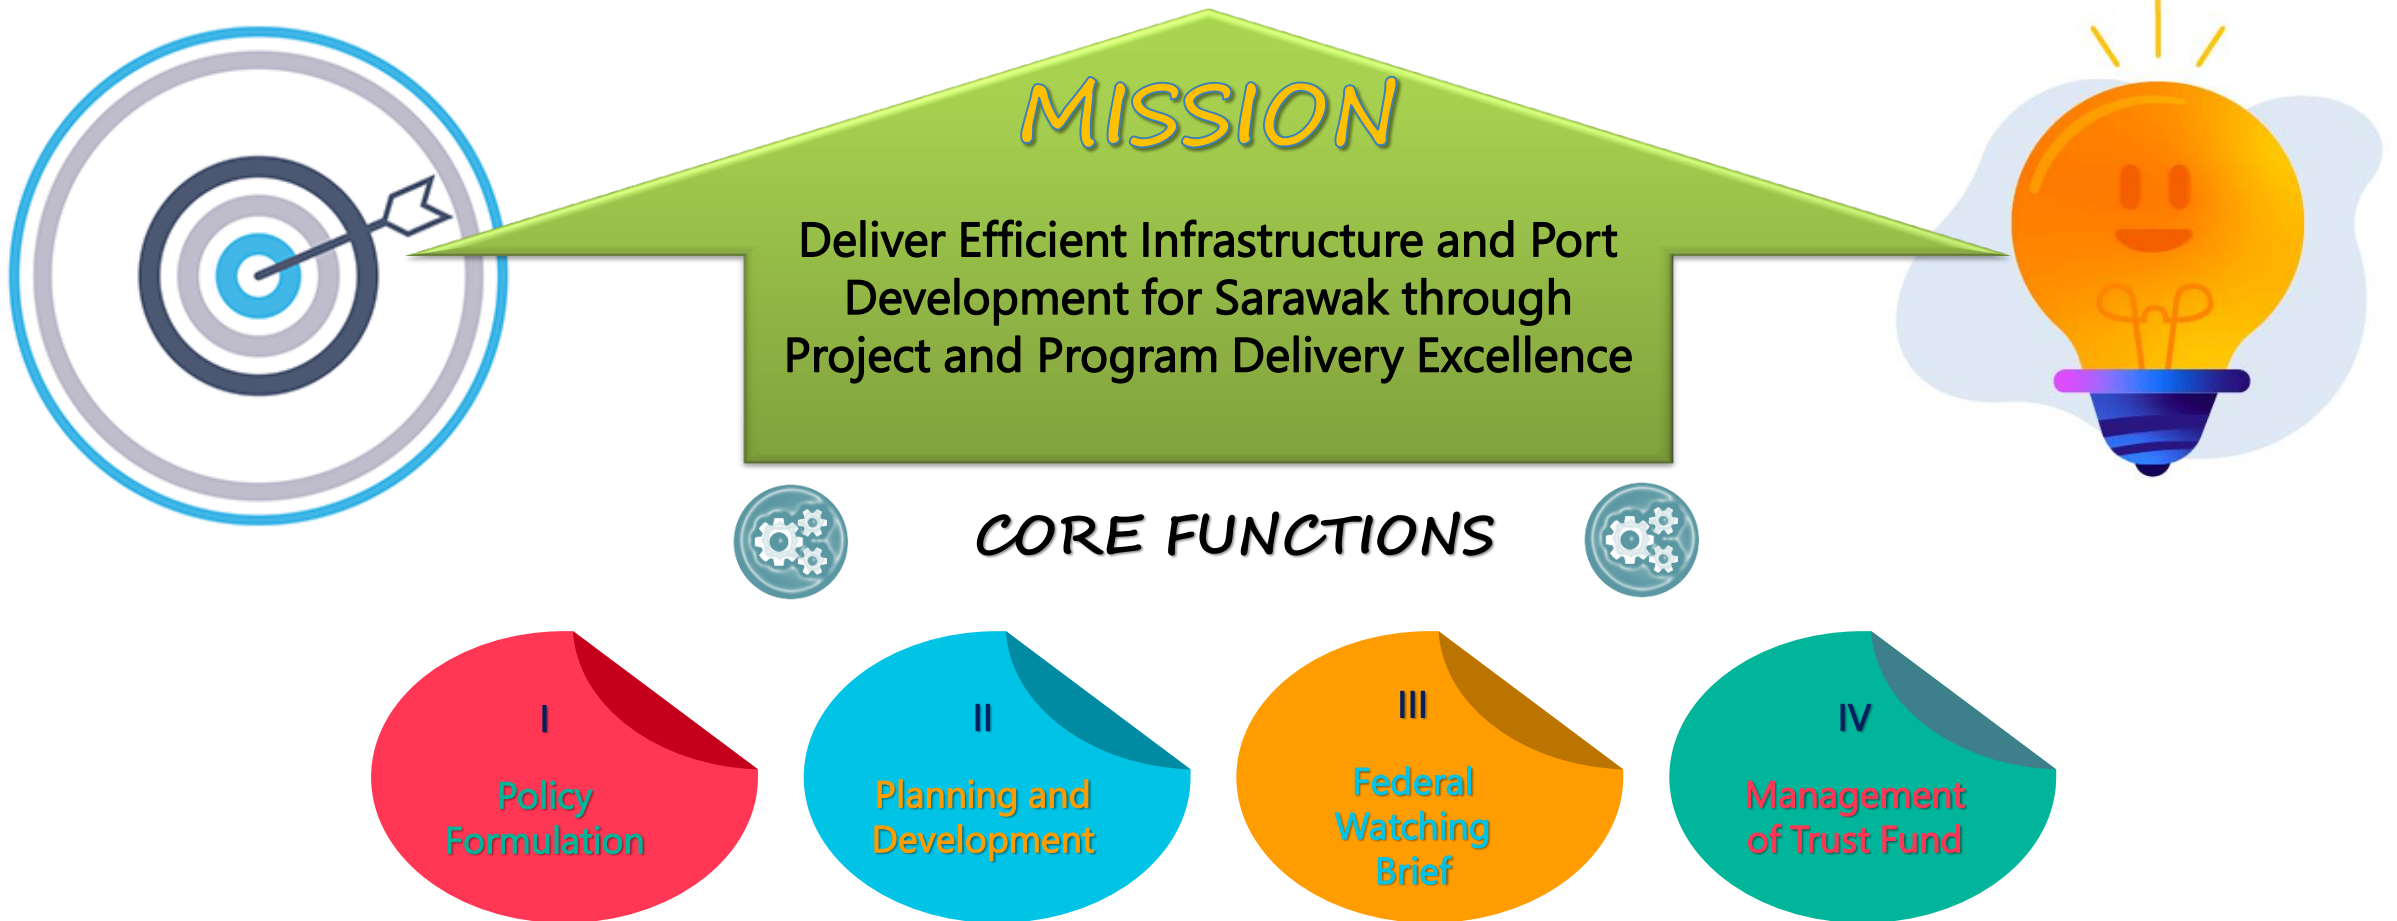 MISSION
Deliver Efficient Infrastructure and Port
Development for Sarawak through
Project and Program Delivery Excellence
CORE FUNCTIONS
I
Policy
Formulation
II
Planning and
Development
III
Federal
Watching
Brief
IV
Management
of Trust Fund